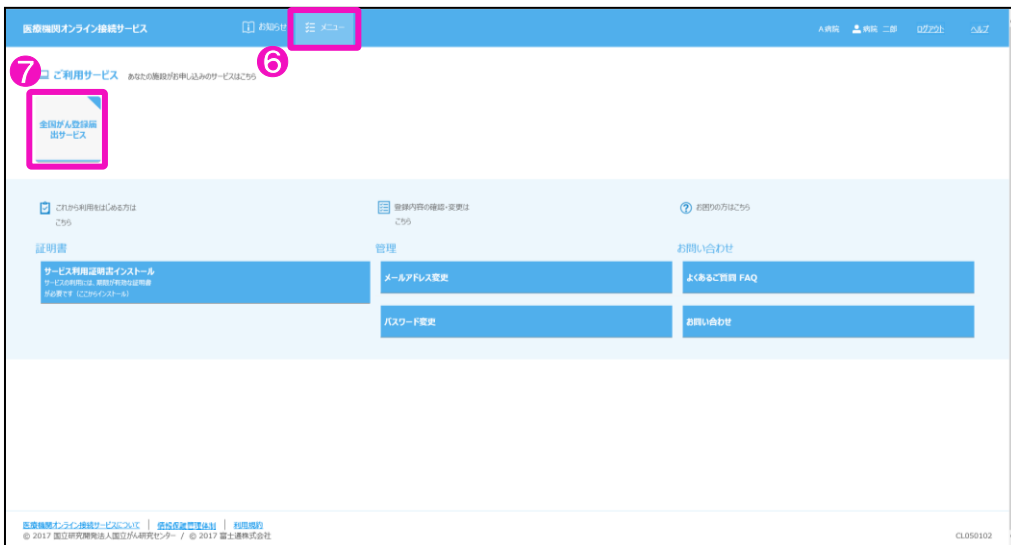 医療機関オンライン接続サービス
お知らせ
メニュー
A病院
病院 二郎
ログアウト
ヘルプ
6
7
ご利用サービス あなたの施設がお申し込みのサービスはこちら
全国がん登録届
出サービス
これから利用をはじめる方は
こちら
登録内容の確認・変更は
こちら
お困りの方はこちら
証明書
管理
お問い合わせ
サービス利用証明書インストール
サービスの利用には、期限が有効な証明書
が必要です（ここからインストール）
メールアドレス変更
よくあるご質問 FAQ
パスワード変更
お問い合わせ
医療機関オンライン接続サービスについて | 情報保護管理体制 | 利用規約
© 2017 国立研究開発法人国立がん研究センター / © 2017 富士通株式会社
CL050102